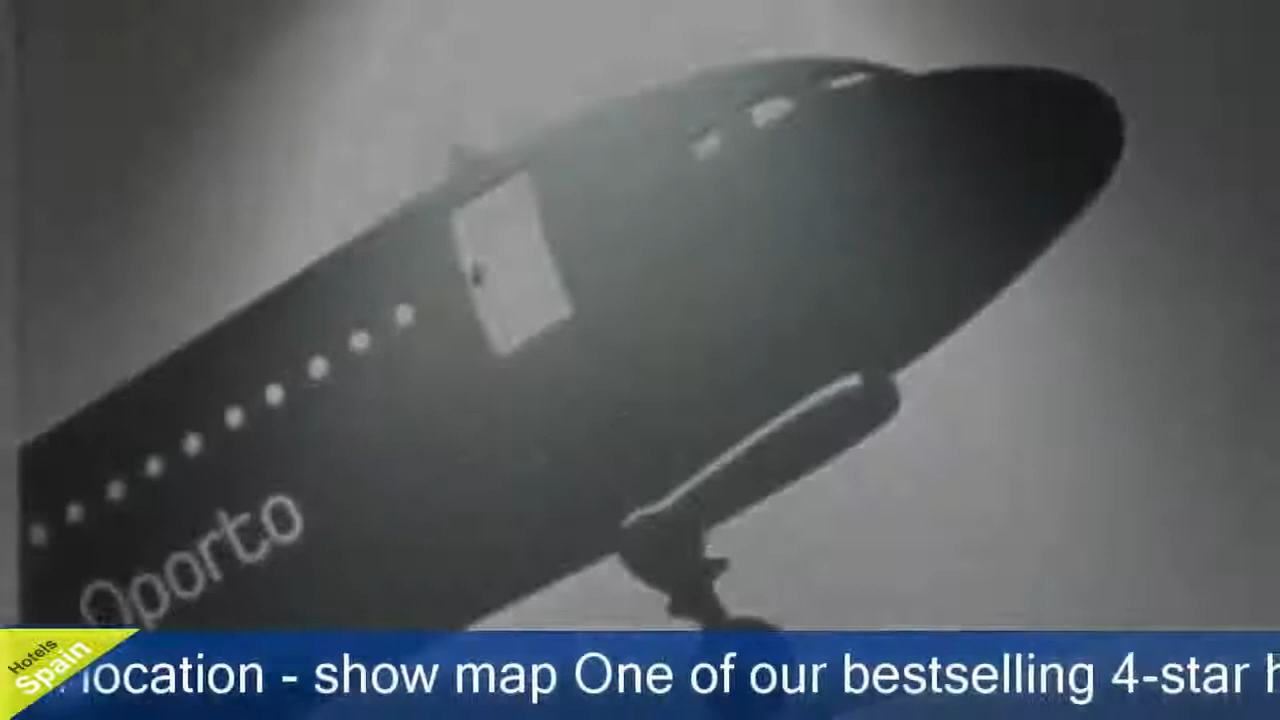 Oporto
Hotels
Spain
location - show map One of our bestselling 4-star